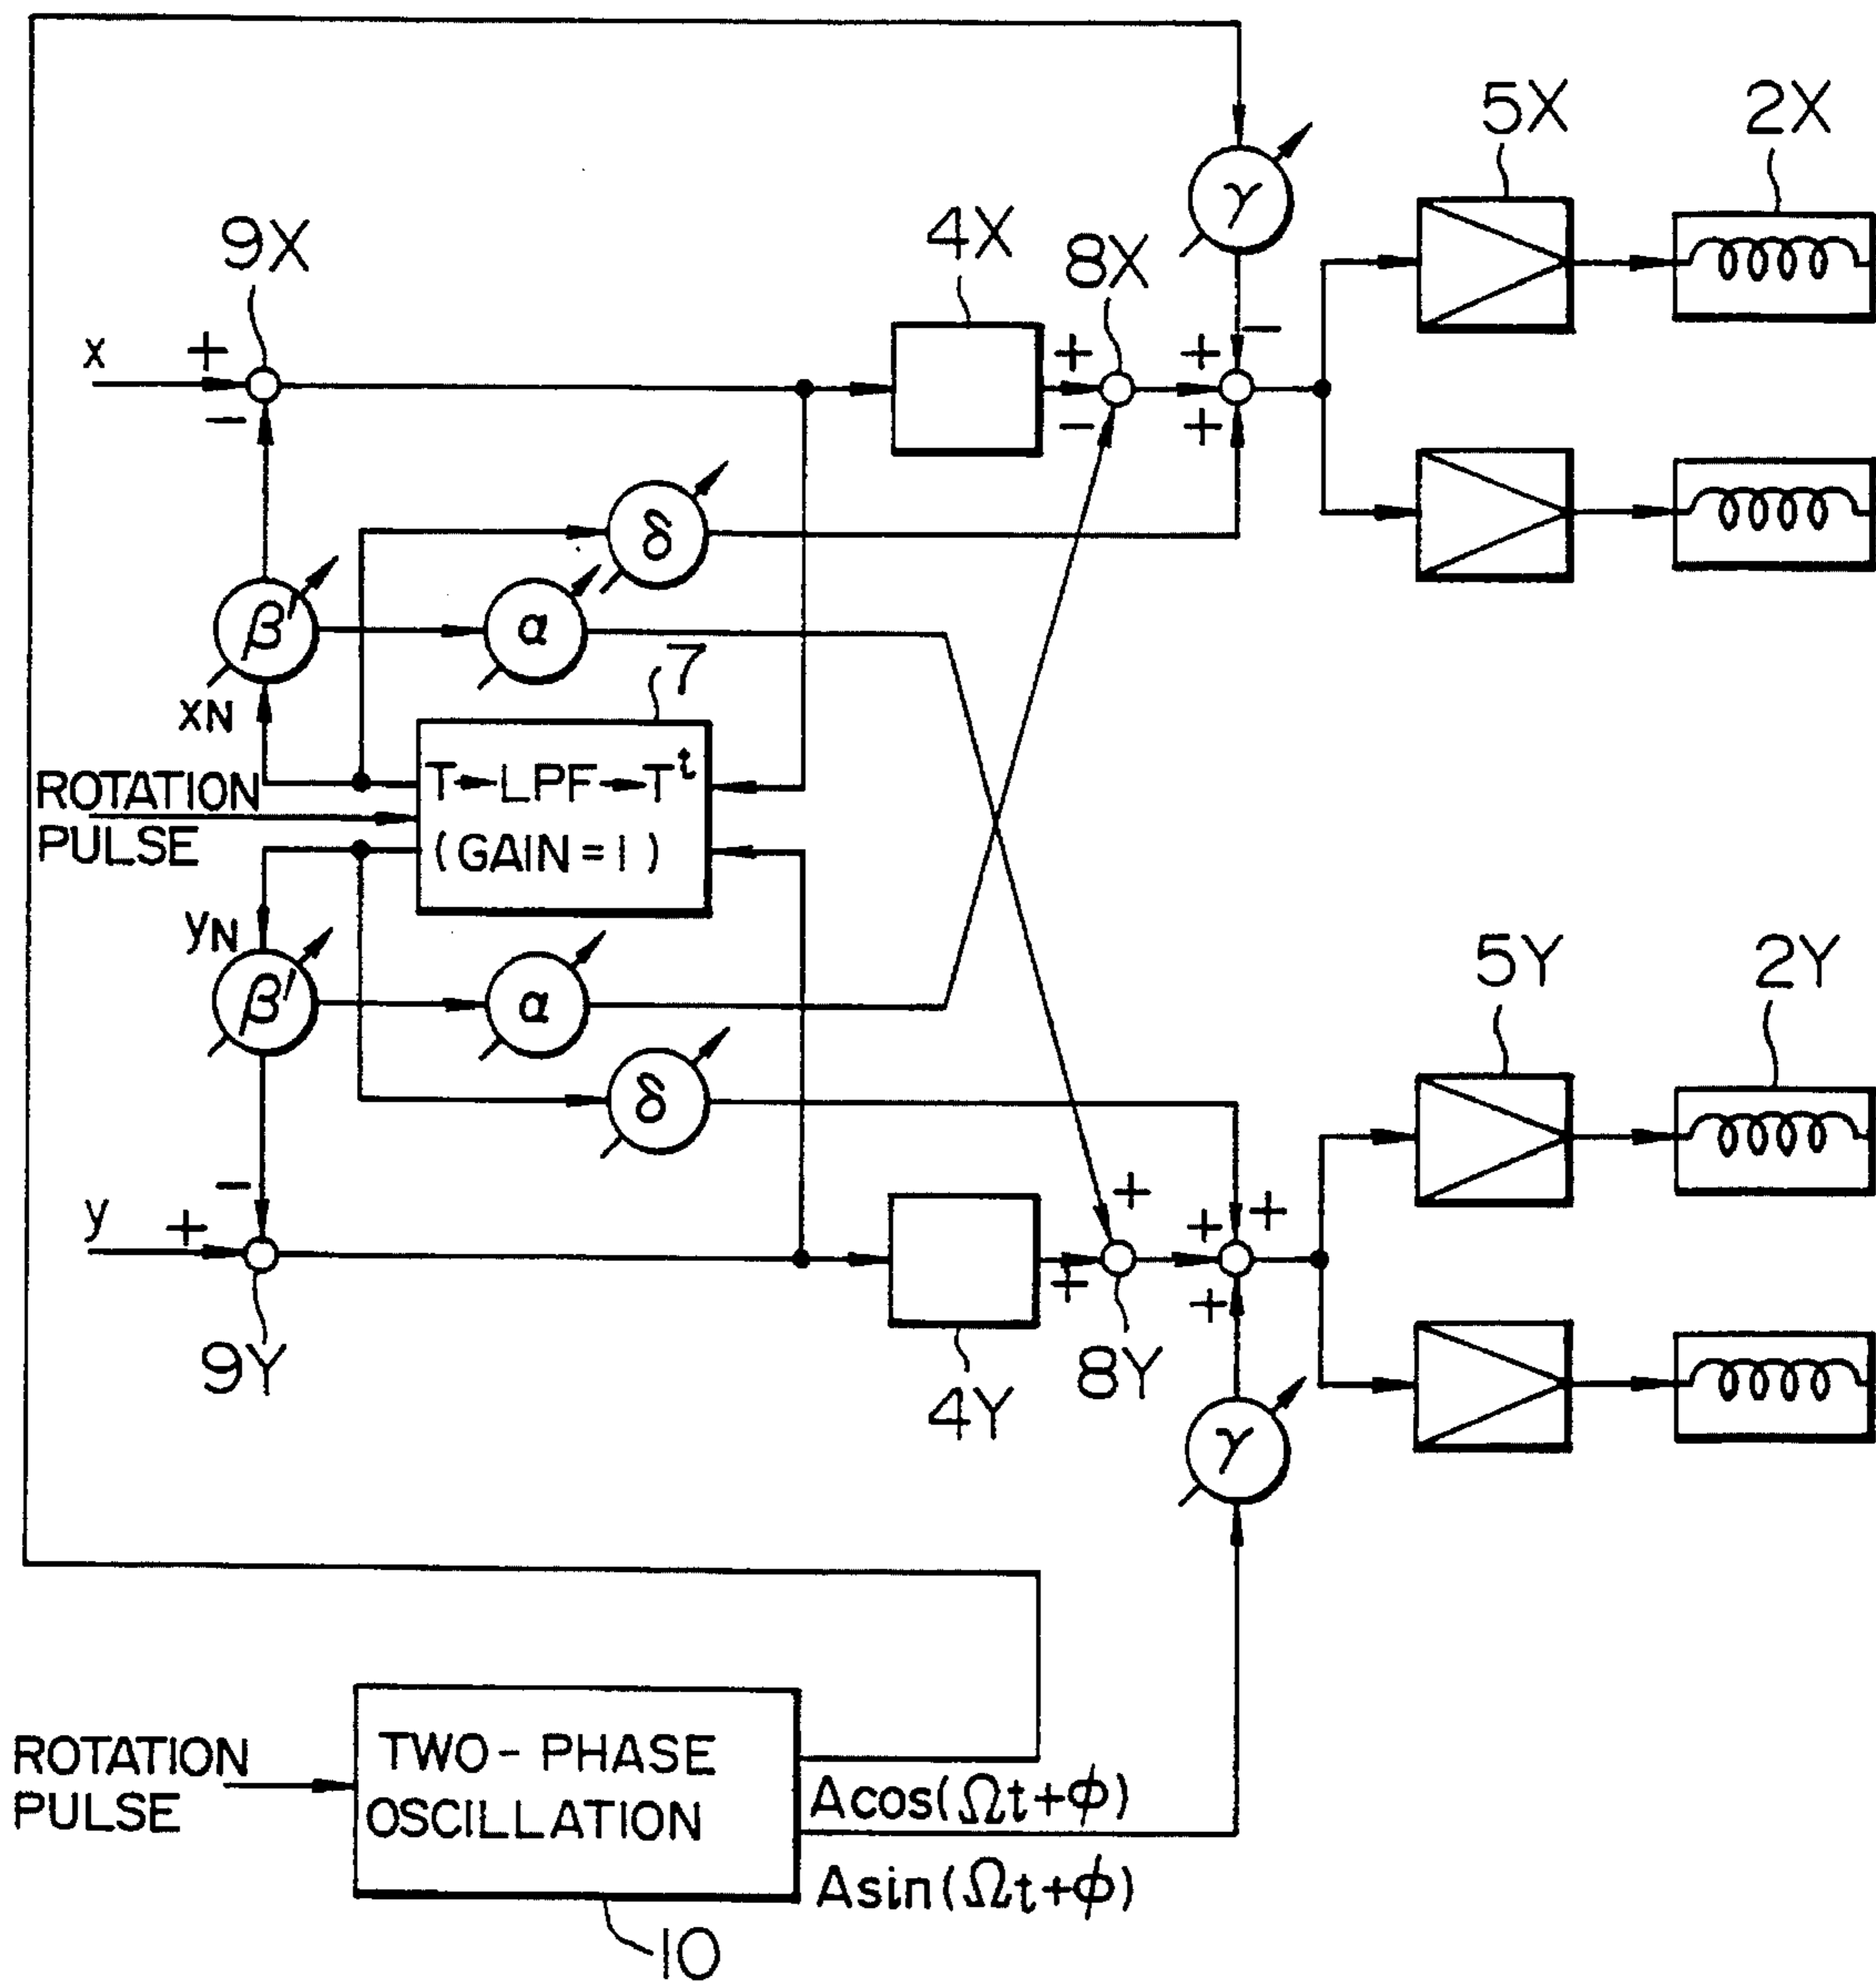 5X
2X
γ
9X
4X
8X
−
x
+
+
+
−
−
+
δ
β'
α
7
xN
T→LPF→Tᵗ
ROTATION
PULSE
(GAIN=1)
yN
β'
α
5Y
2Y
δ
−
+
y
+
+
+
+
+
9Y
8Y
4Y
γ
TWO-PHASE
OSCILLATION
ROTATION
PULSE
Acos(Ωt+ϕ)
Asin(Ωt+ϕ)
10